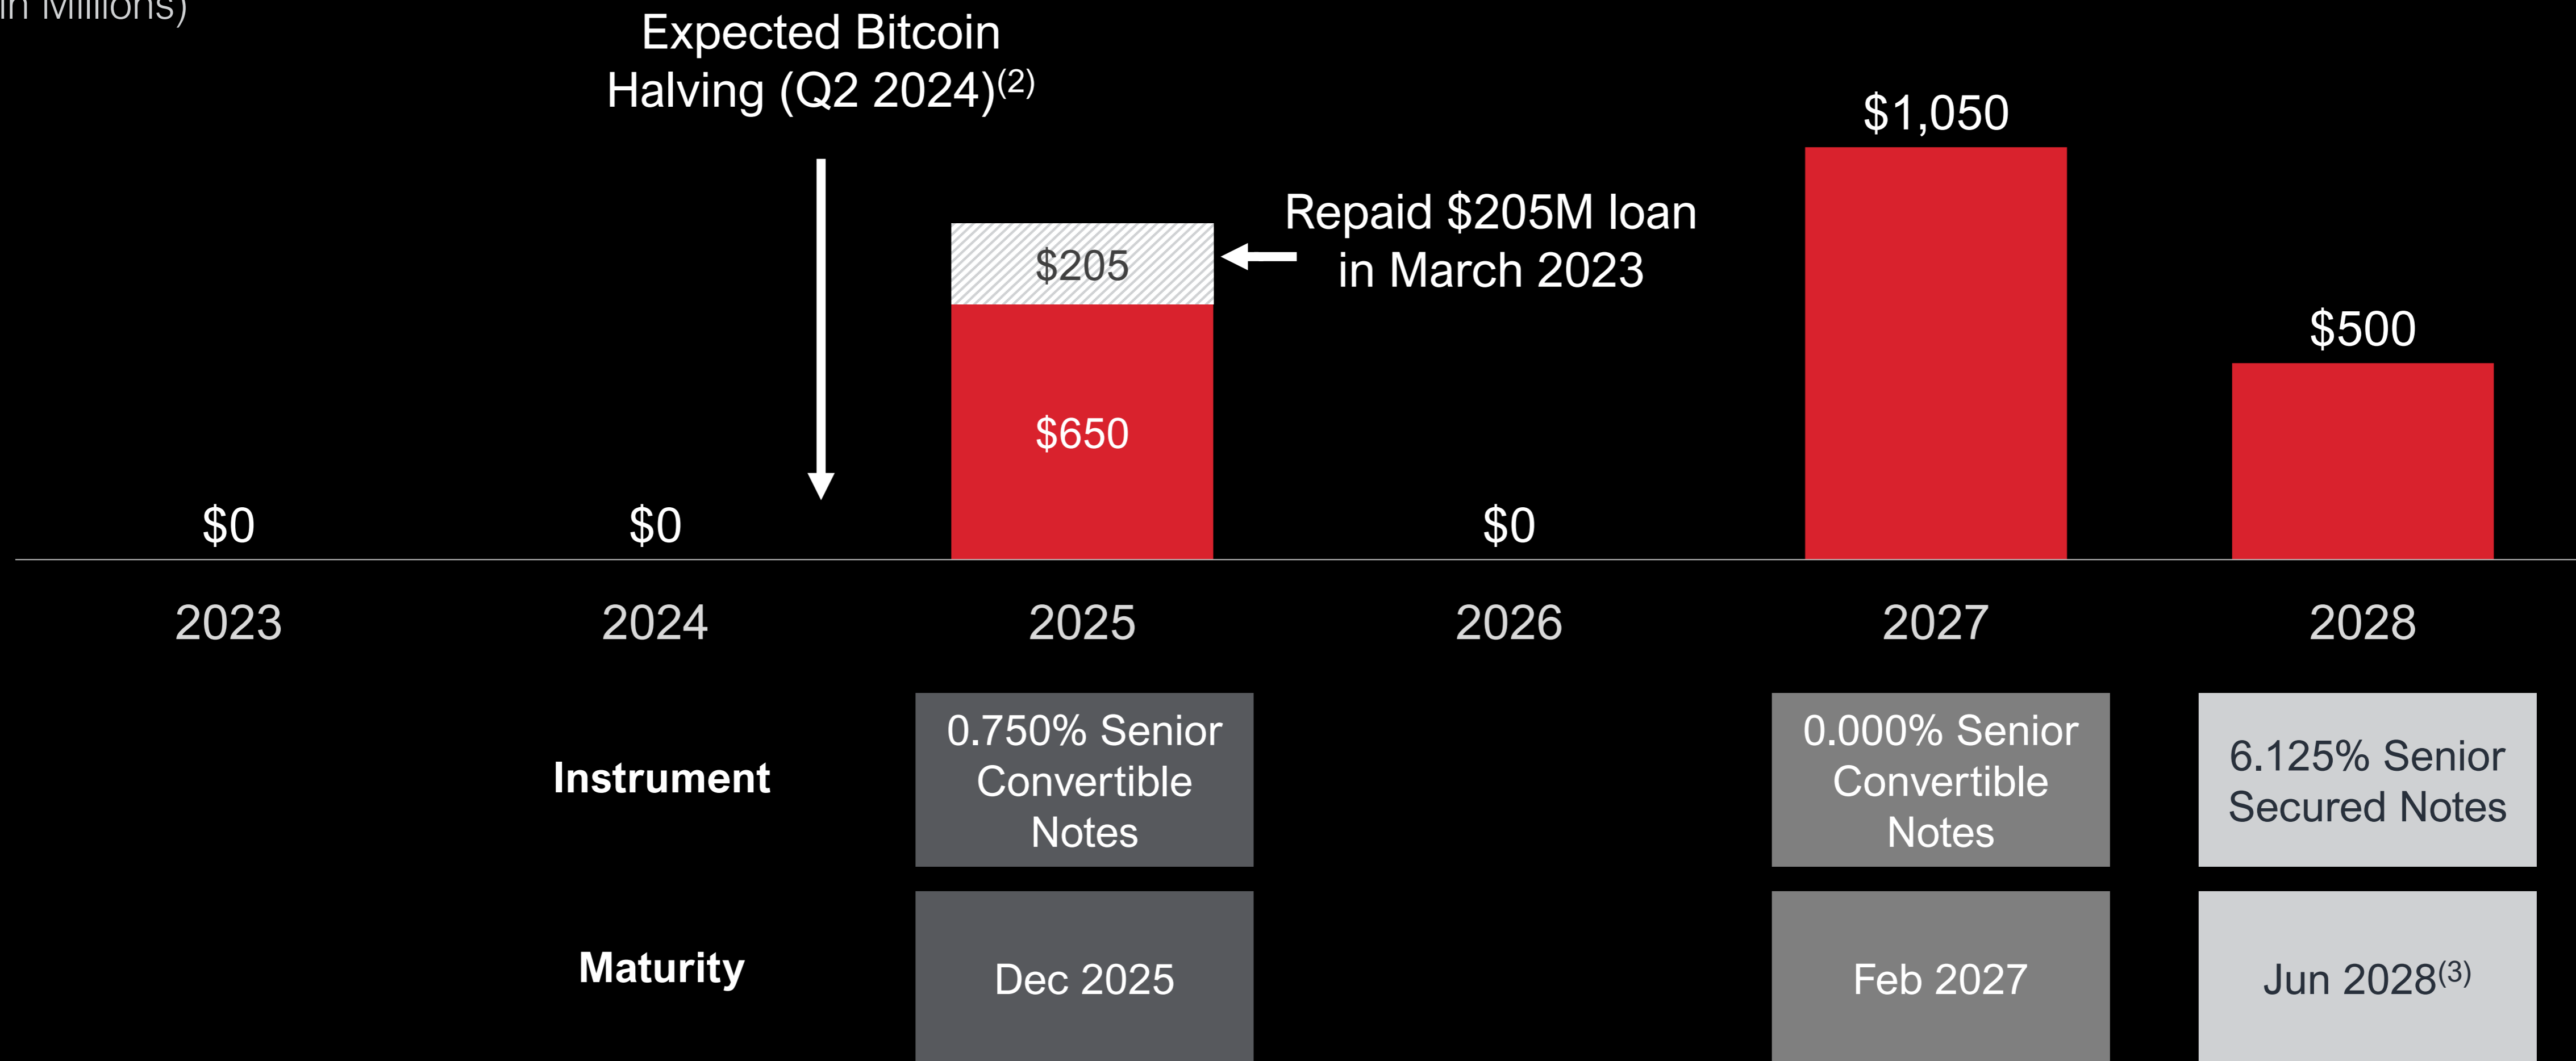 in Millions)
Expected Bitcoin
Halving (Q2 2024)(2)
$1,050
Repaid $205M loan
in March 2023
$205
$500
$650
$0
$0
$0
2023
2024
2025
2026
2027
2028
Instrument
0.750% Senior
Convertible
Notes
0.000% Senior
Convertible
Notes
6.125% Senior
Secured Notes
Maturity
Dec 2025
Feb 2027
Jun 2028(3)